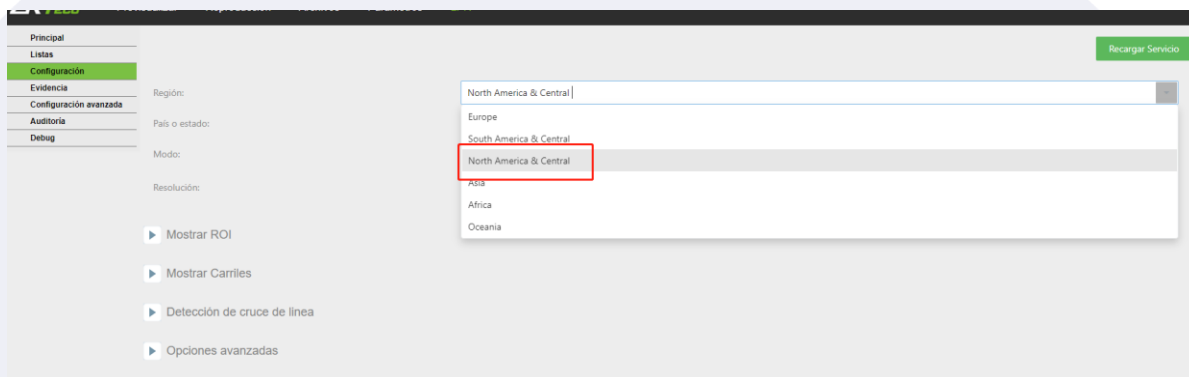 Principal
Listas
Recargar Servicio
Configuración
Evidencia
Región:
North America & Central
Configuración avanzada
Europe
Auditoría
País o estado:
Debug
South America & Central
Modo:
North America & Central
Resolución:
Asia
Africa
Oceania
Mostrar ROI
Mostrar Carriles
Detección de cruce de línea
Opciones avanzadas